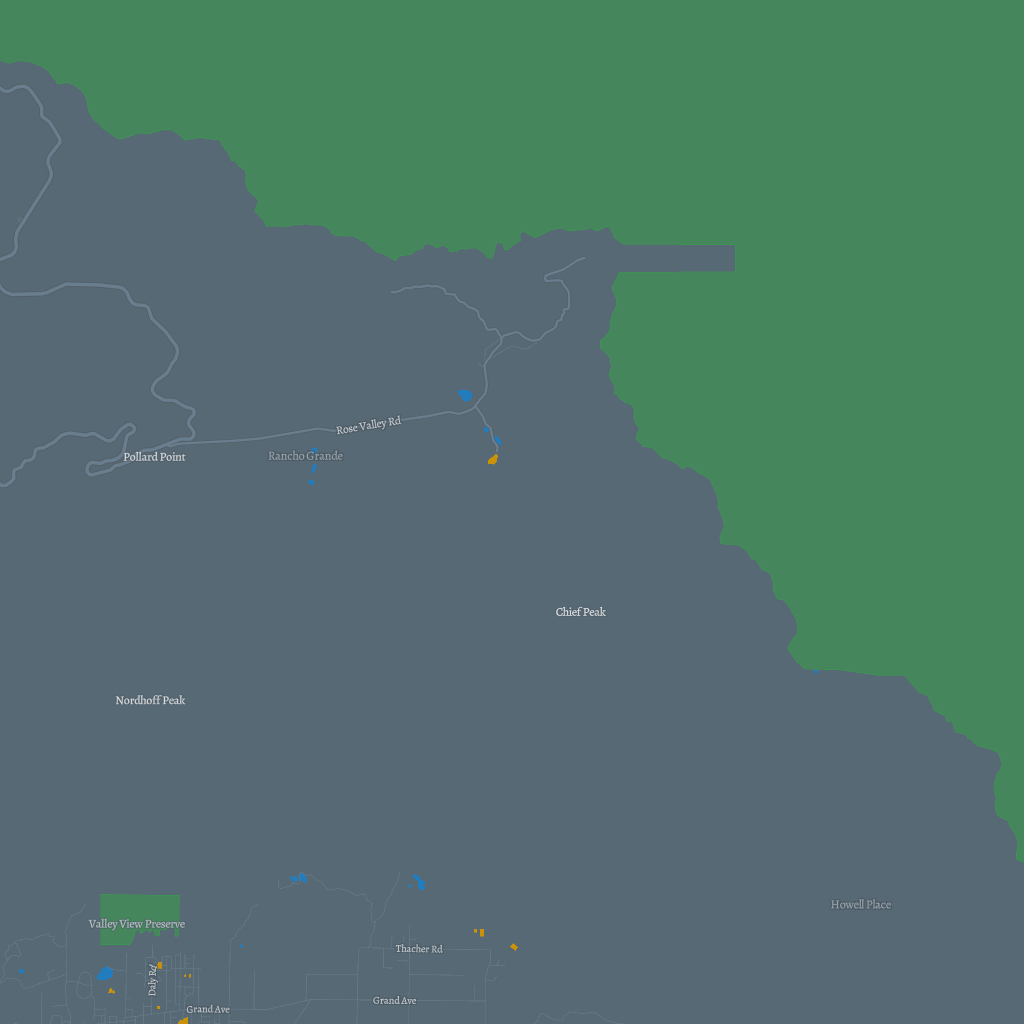 Rose Valley Rd
Pollard Point
Rancho Grande
Chief Peak
Nordhoff Peak
Howell Place
Valley View Preserve
Thacher Rd
Daly Rd
Grand Ave
Grand Ave